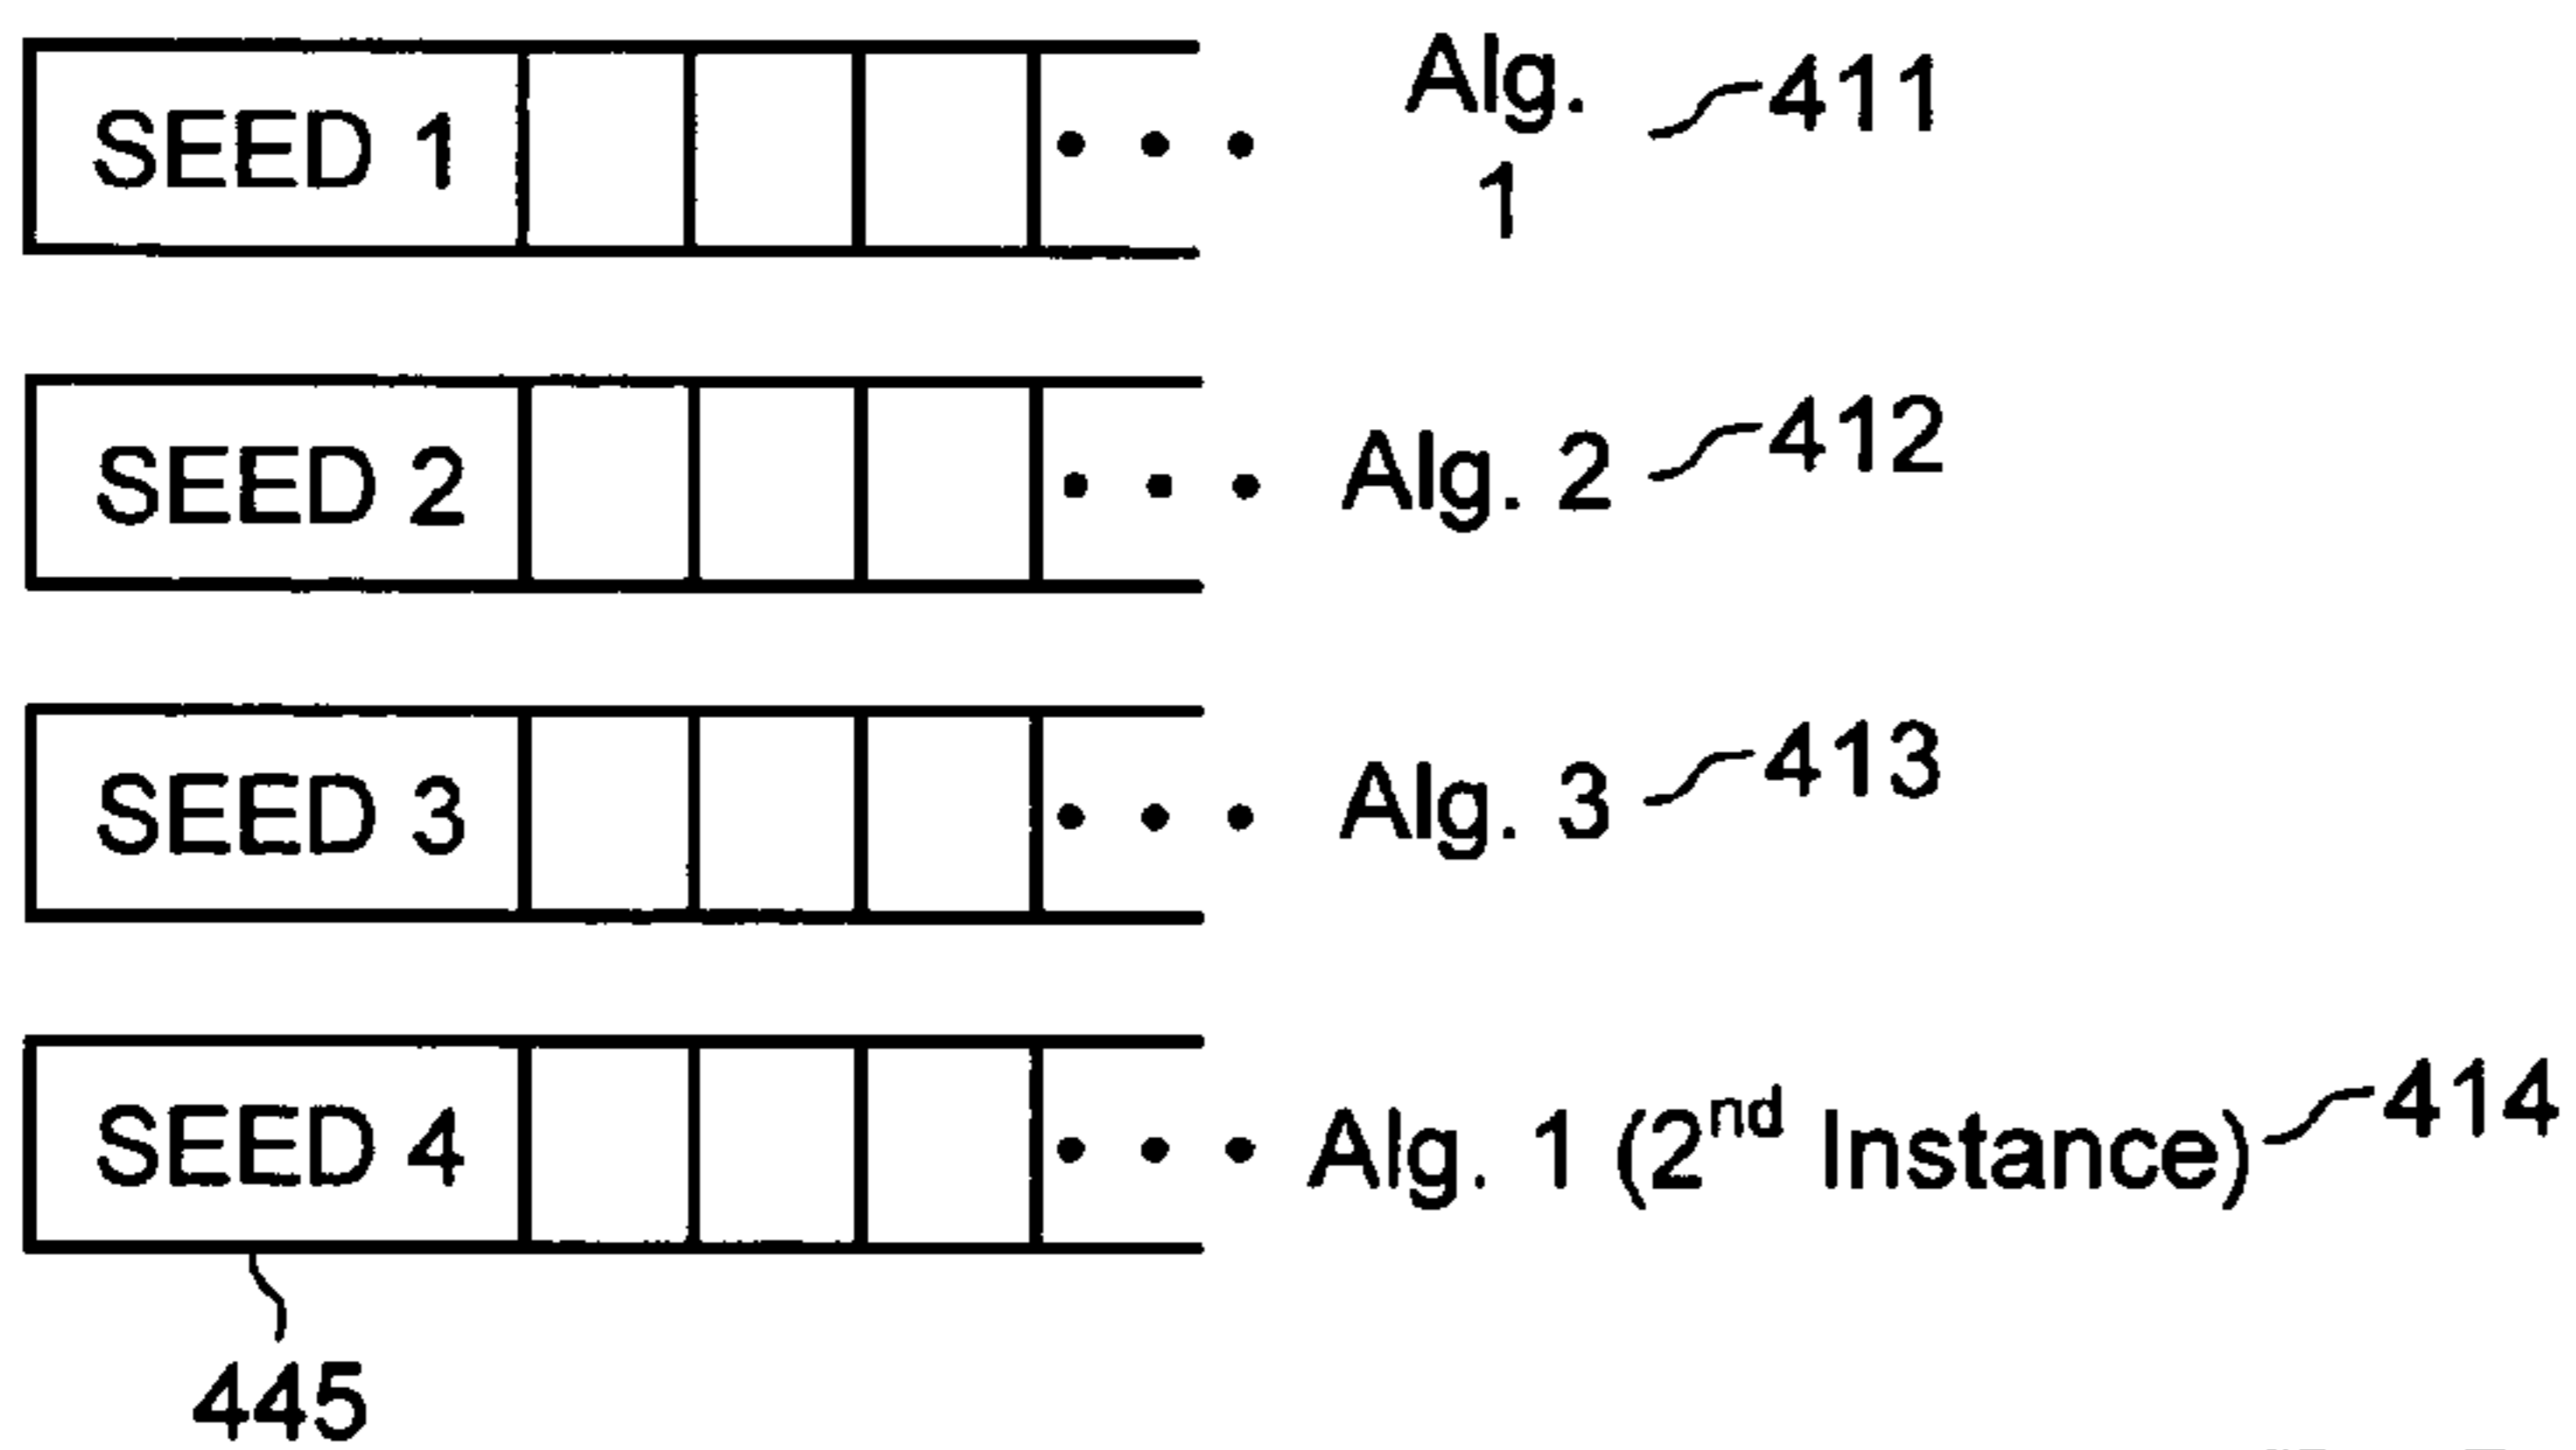 SEED 1 • • • Alg. 1 411
SEED 2 • • • Alg. 2 412
SEED 3 • • • Alg. 3 413
SEED 4 • • • Alg. 1 (2nd Instance) 414
445